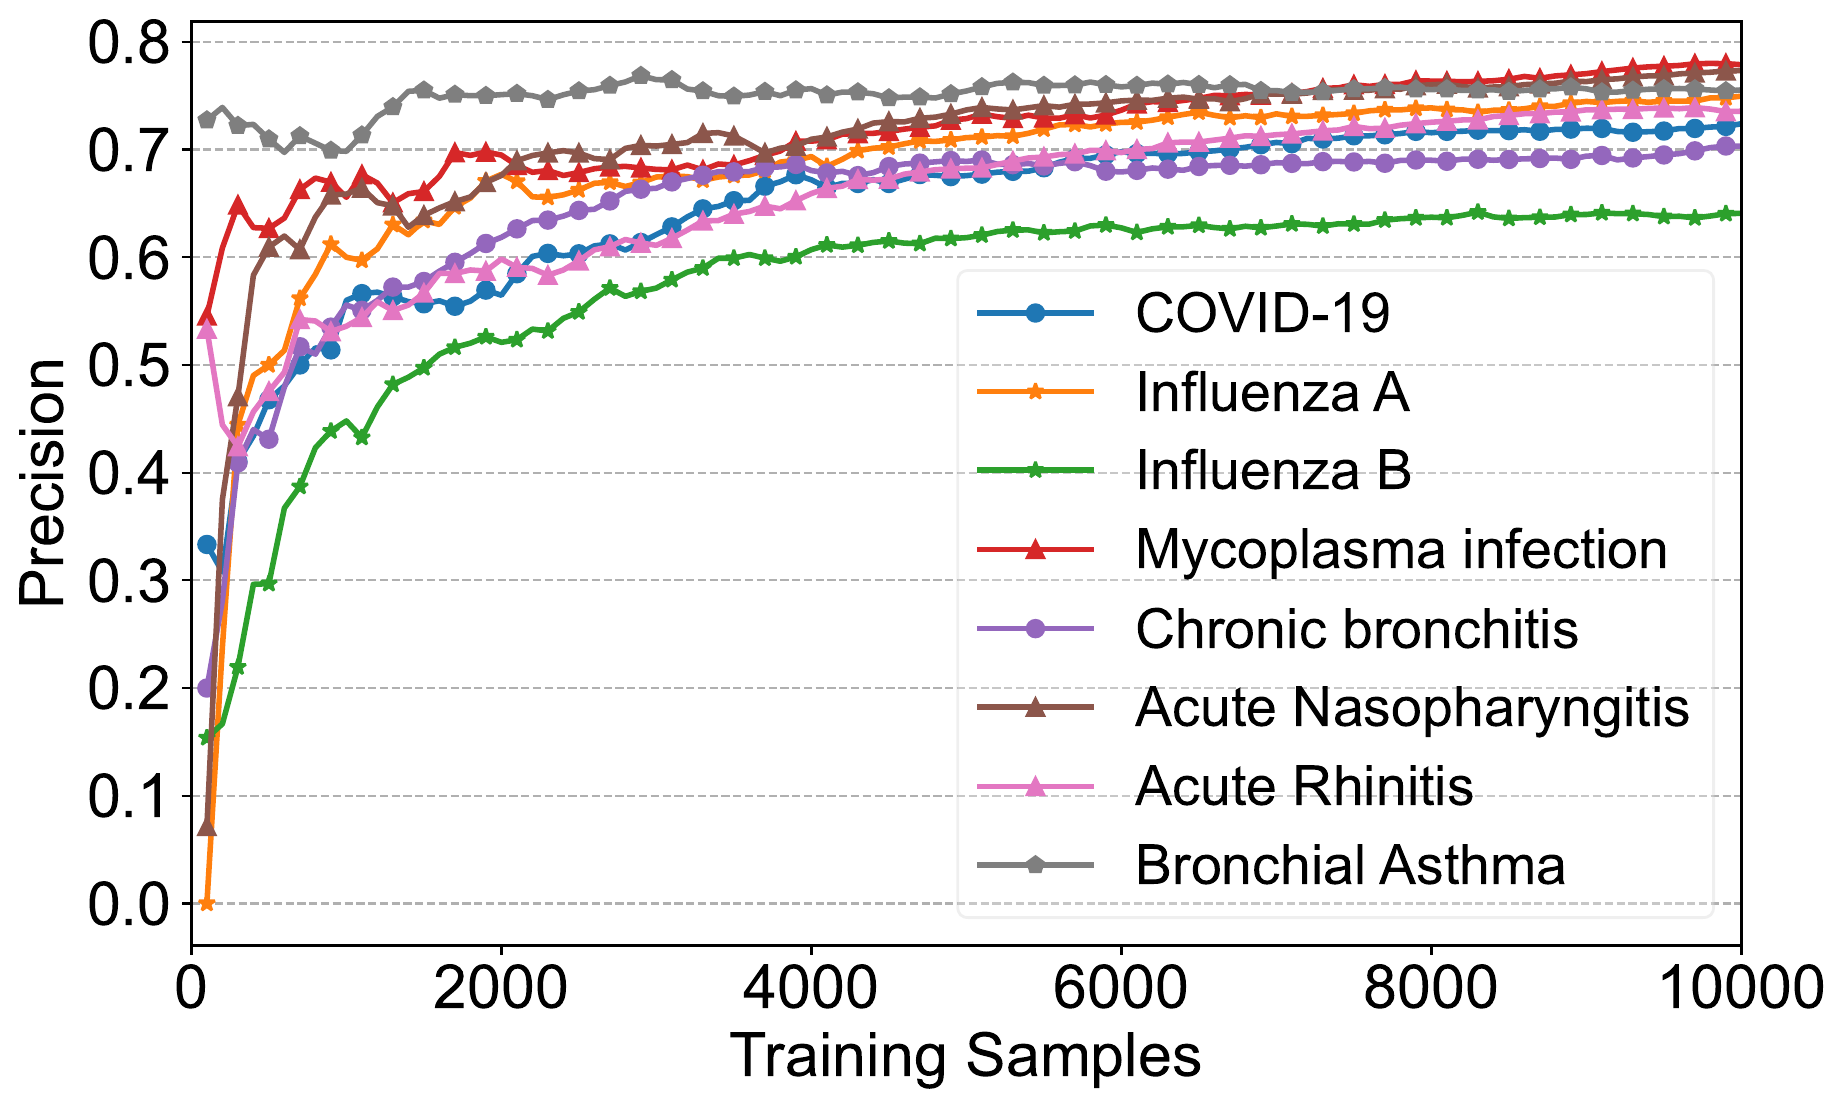 0.8
0.7
0.6
0.5
0.4
0.3
0.2
0.1
0.0
Precision
COVID-19
Influenza A
Influenza B
Mycoplasma infection
Chronic bronchitis
Acute Nasopharyngitis
Acute Rhinitis
Bronchial Asthma
0 2000 4000 6000 8000 10000
Training Samples